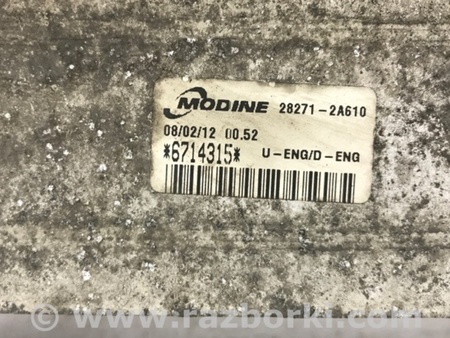 MODINE 28271-2A610
08/02/12 00.52
*6714315* U-ENG/D-ENG
© www.razborki.com